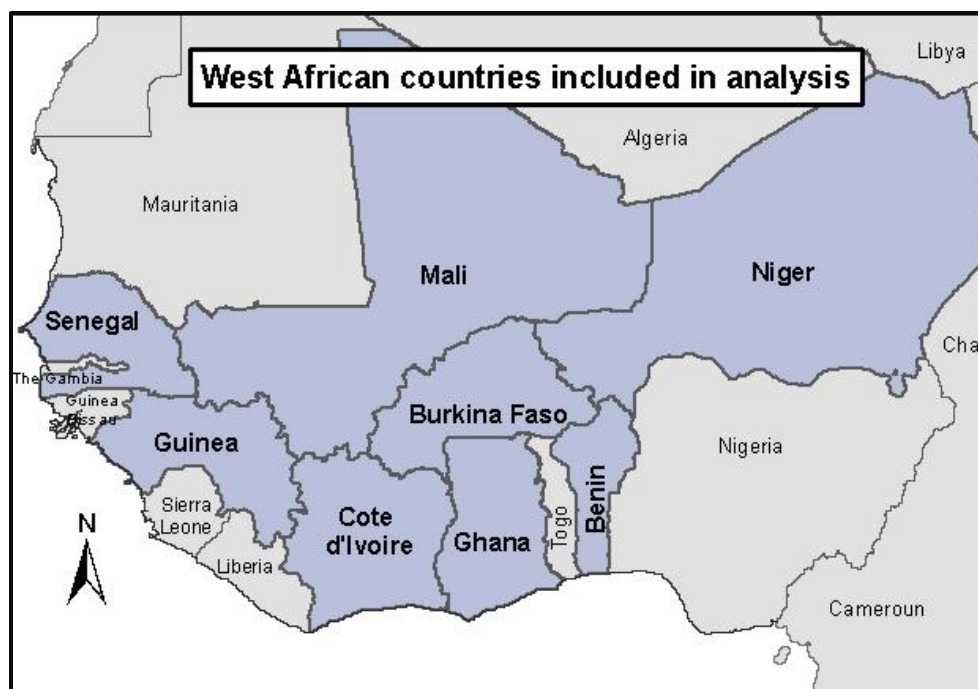 West African countries included in analysis
Libya
Algeria
Mauritania
Mali
Niger
Senegal
Cha
The Gambia
Guinea
Bissau
Burkina Faso
Guinea
Nigeria
Sierra
Leone
Cote
d'Ivoire
Ghana
Togo
Benin
N
Liberia
Cameroun